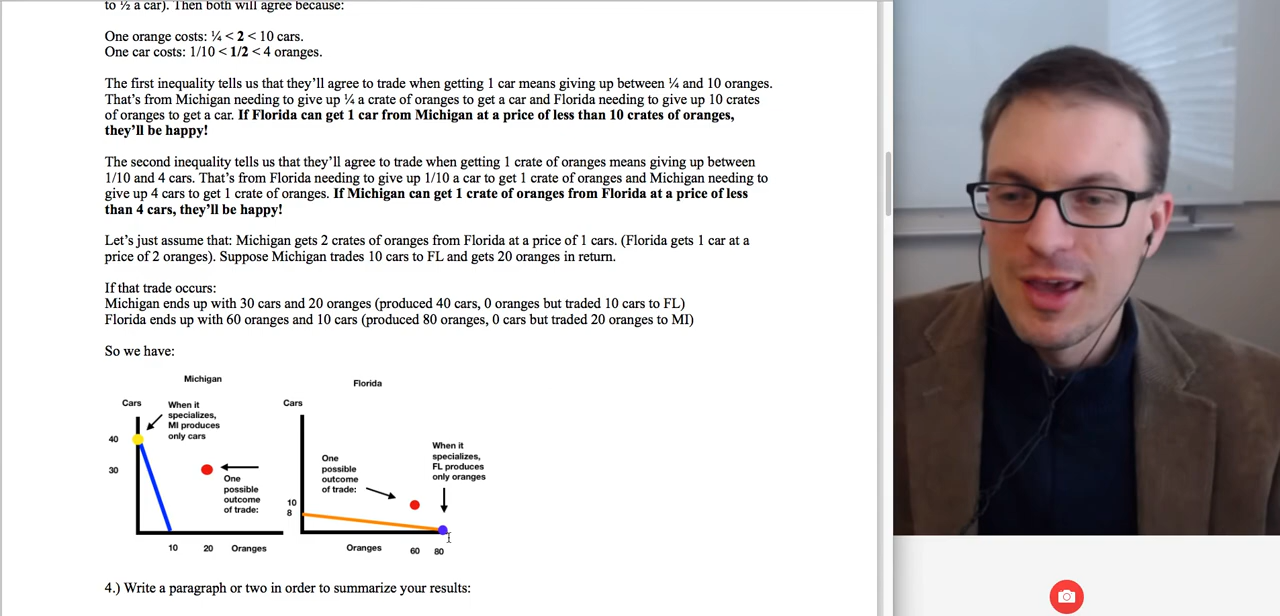 to ½ a car). Then both will agree because:
One orange costs: ¼ < 2 < 10 cars.
One car costs: 1/10 < 1/2 < 4 oranges.
The first inequality tells us that they’ll agree to trade when getting 1 car means giving up between ¼ and 10 oranges.
That’s from Michigan needing to give up ¼ a crate of oranges to get a car and Florida needing to give up 10 crates
of oranges to get a car. If Florida can get 1 car from Michigan at a price of less than 10 crates of oranges,
they’ll be happy!
The second inequality tells us that they’ll agree to trade when getting 1 crate of oranges means giving up between
1/10 and 4 cars. That’s from Florida needing to give up 1/10 a car to get 1 crate of oranges and Michigan needing to
give up 4 cars to get 1 crate of oranges. If Michigan can get 1 crate of oranges from Florida at a price of less
than 4 cars, they’ll be happy!
Let’s just assume that: Michigan gets 2 crates of oranges from Florida at a price of 1 cars. (Florida gets 1 car at a
price of 2 oranges). Suppose Michigan trades 10 cars to FL and gets 20 oranges in return.
If that trade occurs:
Michigan ends up with 30 cars and 20 oranges (produced 40 cars, 0 oranges but traded 10 cars to FL)
Florida ends up with 60 oranges and 10 cars (produced 80 oranges, 0 cars but traded 20 oranges to MI)
So we have:
Michigan
Cars
When it
specializes,
MI produces
only cars
40
30
One
possible
outcome
of trade:
10
20
Oranges
Florida
Cars
One
possible
outcome
of trade:
When it
specializes,
FL produces
only oranges
10
8
Oranges
60
80
4.) Write a paragraph or two in order to summarize your results: